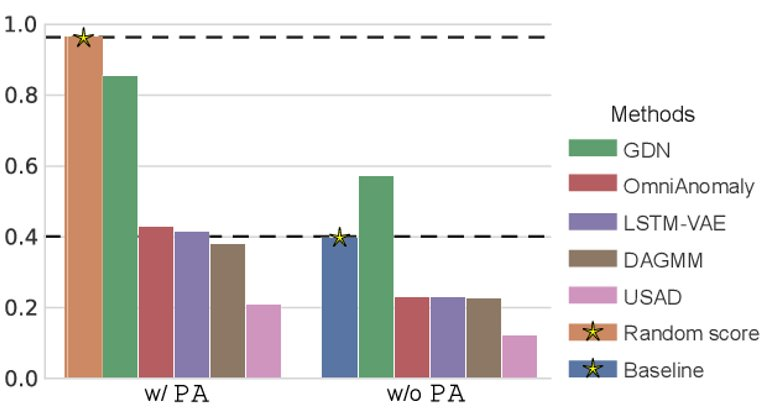 1.0
0.8
0.6
0.4
0.2
0.0
w/ PA
w/o PA
Methods
GDN
OmniAnomaly
LSTM-VAE
DAGMM
USAD
Random score
Baseline